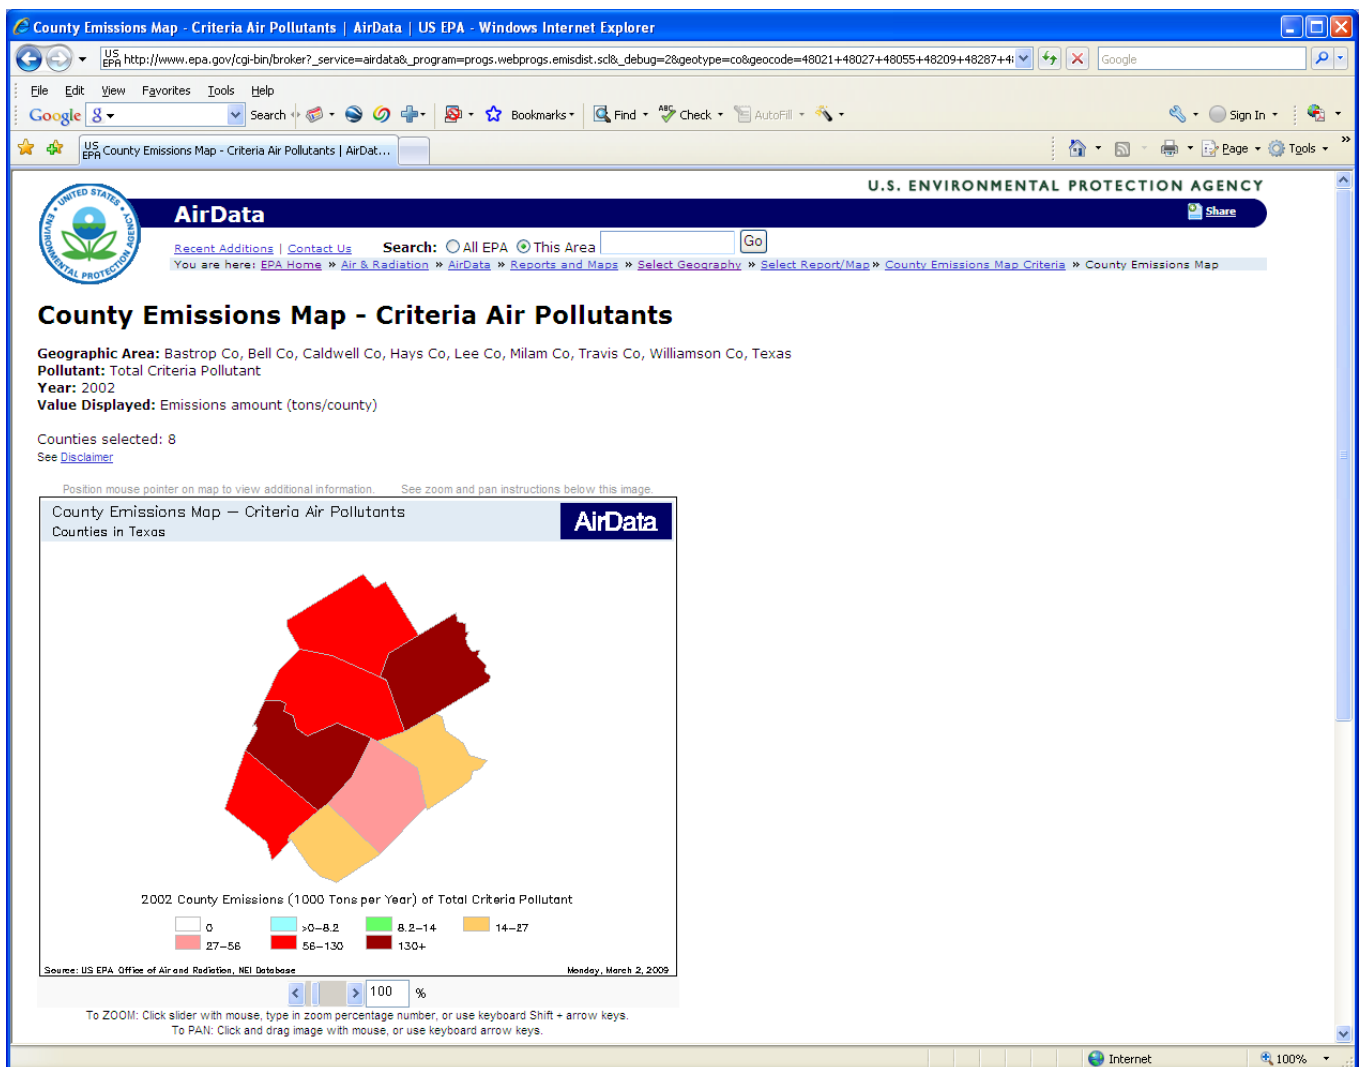 County Emissions Map - Criteria Air Pollutants | AirData | US EPA - Windows Internet Explorer
US EPA http://www.epa.gov/cgi-bin/broker?_service=airdata&_program=progs.webprogs.emisdist.scl&_debug=2&geotype=co&geocode=48021+48027+48055+48209+48287+4
Google
File Edit View Favorites Tools Help
Google Search Bookmarks Find Check AutoFill Sign In
US EPA County Emissions Map - Criteria Air Pollutants | AirDat...
Page Tools
U.S. ENVIRONMENTAL PROTECTION AGENCY
UNITED STATES ENVIRONMENTAL PROTECTION AGENCY
AirData
Share
Recent Additions | Contact Us Search: All EPA This Area Go
You are here: EPA Home » Air & Radiation » AirData » Reports and Maps » Select Geography » Select Report/Map » County Emissions Map Criteria » County Emissions Map
County Emissions Map - Criteria Air Pollutants
Geographic Area: Bastrop Co, Bell Co, Caldwell Co, Hays Co, Lee Co, Milam Co, Travis Co, Williamson Co, Texas
Pollutant: Total Criteria Pollutant
Year: 2002
Value Displayed: Emissions amount (tons/county)
Counties selected: 8
See Disclaimer
Position mouse pointer on map to view additional information. See zoom and pan instructions below this image.
County Emissions Map — Criteria Air Pollutants
Counties in Texas
AirData
2002 County Emissions (1000 Tons per Year) of Total Criteria Pollutant
0 >0–8.2 8.2–14 14–27
27–56 56–130 130+
Source: US EPA Office of Air and Radiation, NEI Database Monday, March 2, 2009
100 %
To ZOOM: Click slider with mouse, type in zoom percentage number, or use keyboard Shift + arrow keys.
To PAN: Click and drag image with mouse, or use keyboard arrow keys.
Internet 100%